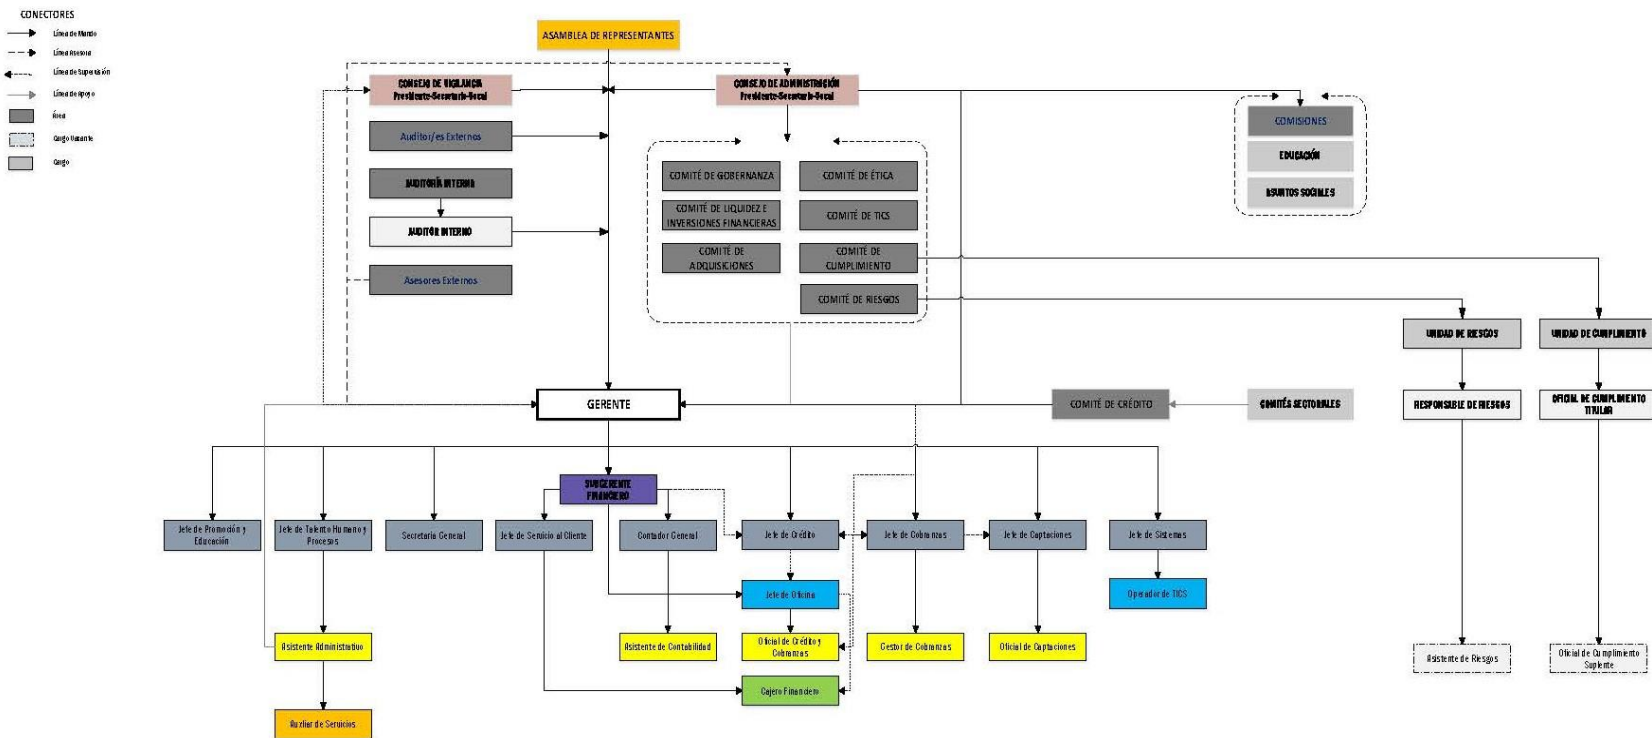 CONECTORES
Línea de Mando
Línea Asesora
Línea de Supervisión
Línea de Apoyo
Área
Cargo Vacante
Cargo
ASAMBLEA DE REPRESENTANTES
CONSEJO DE VIGILANCIA
Presidente-Secretario-Vocal
CONSEJO DE ADMINISTRACIÓN
Presidente-Secretario-Vocal
Auditor/es Externos
AUDITORÍA INTERNA
AUDITOR INTERNO
Asesores Externos
COMITÉ DE GOBERNANZA
COMITÉ DE ÉTICA
COMITÉ DE LIQUIDEZ E
INVERSIONES FINANCIERAS
COMITÉ DE TICS
COMITÉ DE
ADQUISICIONES
COMITÉ DE
CUMPLIMIENTO
COMITÉ DE RIESGOS
COMISIONES
EDUCACIÓN
ASUNTOS SOCIALES
UNIDAD DE RIESGOS
UNIDAD DE CUMPLIMIENTO
GERENTE
COMITÉ DE CRÉDITO
COMITÉS SECTORIALES
RESPONSABLE DE RIESGOS
OFICIAL DE CUMPLIMIENTO
TITULAR
SUBGERENTE
FINANCIERO
Jefe de Promoción y
Educación
Jefe de Talento Humano y
Procesos
Secretaria General
Jefe de Servicio al Cliente
Contador General
Jefe de Crédito
Jefe de Cobranzas
Jefe de Captaciones
Jefe de Sistemas
Jefe de Oficina
Operador de TICS
Asistente Administrativo
Asistente de Contabilidad
Oficial de Crédito y
Cobranzas
Gestor de Cobranzas
Oficial de Captaciones
Asistente de Riesgos
Oficial de Cumplimiento
Suplente
Cajero Financiero
Auxliar de Servicios